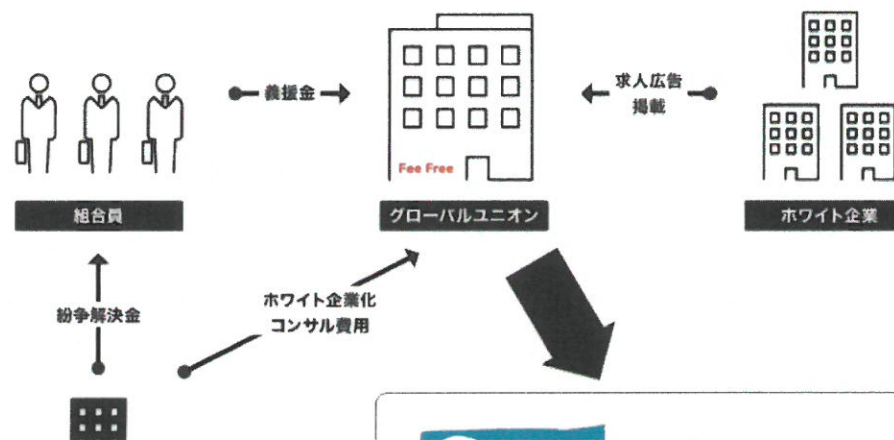 義援金
求人広告
掲載
Fee Free
組合員
グローバルユニオン
ホワイト企業
紛争解決金
ホワイト企業化
コンサル費用